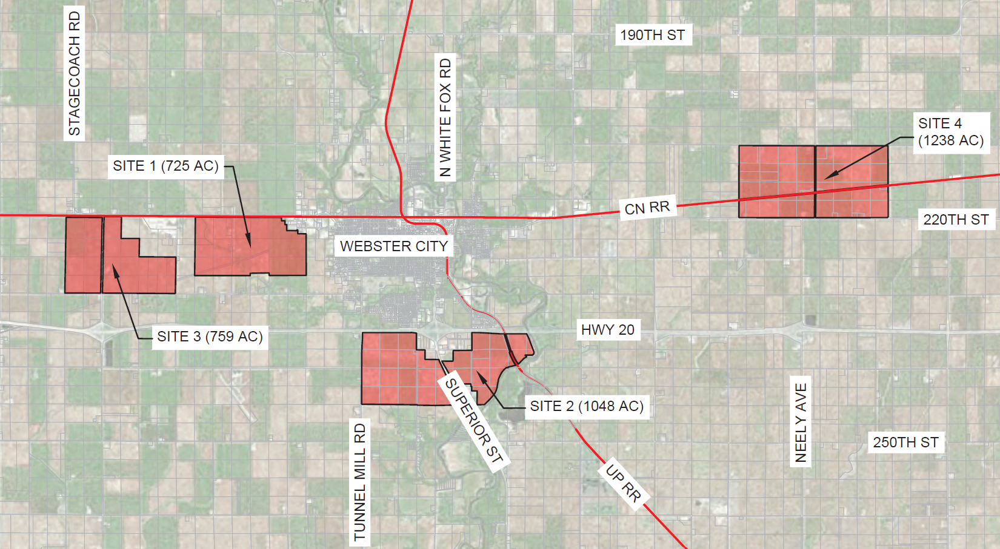 STAGECOACH RD
190TH ST
N WHITE FOX RD
SITE 4
(1238 AC)
SITE 1 (725 AC)
CN RR
220TH ST
WEBSTER CITY
HWY 20
SITE 3 (759 AC)
SUPERIOR ST
SITE 2 (1048 AC)
NEELY AVE
TUNNEL MILL RD
250TH ST
UP RR